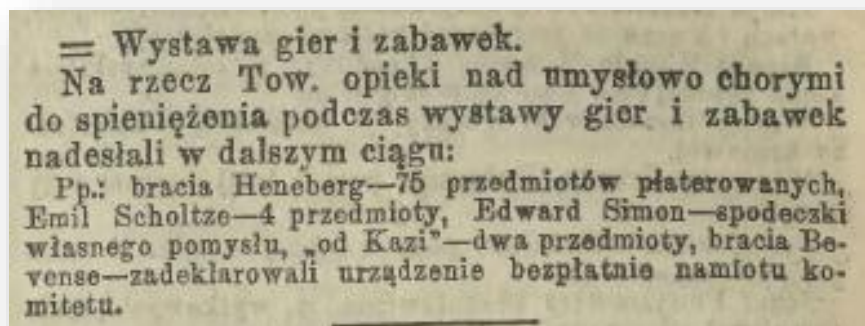 = Wystawa gier i zabawek.
Na rzecz Tow. opieki nad umysłowo chorymi
do spieniężenia podczas wystawy gier i zabawek
nadesłali w dalszym ciągu:
Pp.: bracia Heneberg—75 przedmiotów platerowanych,
Emil Scholtze—4 przedmioty, Edward Simon—spodeczki
własnego pomysłu, „od Kazi"—dwa przedmioty, bracia Be-
vense—zadeklarowali urządzenie bezpłatnie namiotu ko-
mitetu.